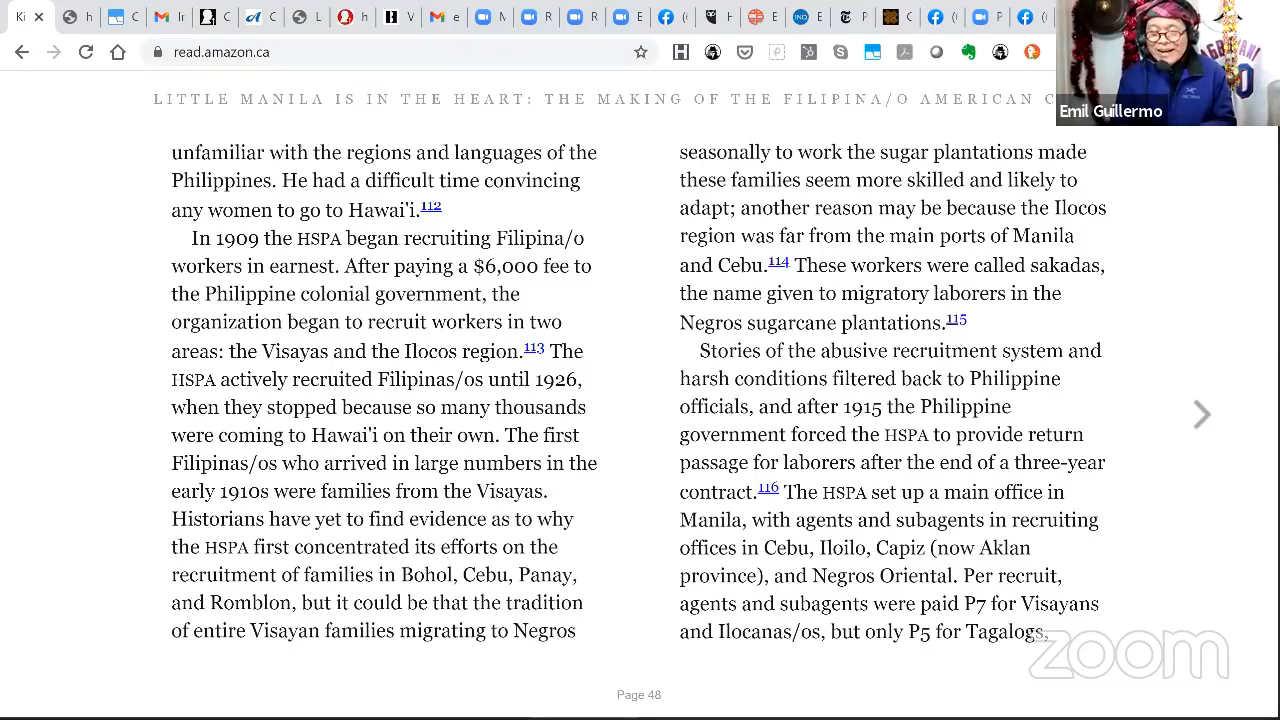 Ki
C
M In
C
C
L
h
V
e
M
R
R
E
(
F
E
INQ E
P
C
(
P
(
read.amazon.ca
LITTLE MANILA IS IN THE HEART: THE MAKING OF THE FILIPINA/O AMERICAN C
Emil Guillermo
unfamiliar with the regions and languages of the
Philippines. He had a difficult time convincing
any women to go to Hawai'i.112
In 1909 the HSPA began recruiting Filipina/o
workers in earnest. After paying a $6,000 fee to
the Philippine colonial government, the
organization began to recruit workers in two
areas: the Visayas and the Ilocos region.113 The
HSPA actively recruited Filipinas/os until 1926,
when they stopped because so many thousands
were coming to Hawai'i on their own. The first
Filipinas/os who arrived in large numbers in the
early 1910s were families from the Visayas.
Historians have yet to find evidence as to why
the HSPA first concentrated its efforts on the
recruitment of families in Bohol, Cebu, Panay,
and Romblon, but it could be that the tradition
of entire Visayan families migrating to Negros
seasonally to work the sugar plantations made
these families seem more skilled and likely to
adapt; another reason may be because the Ilocos
region was far from the main ports of Manila
and Cebu.114 These workers were called sakadas,
the name given to migratory laborers in the
Negros sugarcane plantations.115
Stories of the abusive recruitment system and
harsh conditions filtered back to Philippine
officials, and after 1915 the Philippine
government forced the HSPA to provide return
passage for laborers after the end of a three-year
contract.116 The HSPA set up a main office in
Manila, with agents and subagents in recruiting
offices in Cebu, Iloilo, Capiz (now Aklan
province), and Negros Oriental. Per recruit,
agents and subagents were paid P7 for Visayans
and Ilocanas/os, but only P5 for Tagalogs,
zoom
Page 48